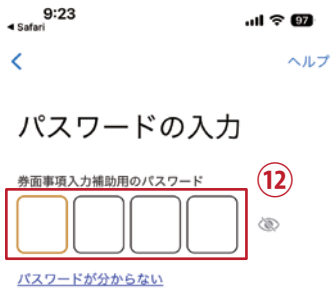 9:23
97
◀ Safari
ヘルプ
パスワードの入力
券面事項入力補助用のパスワード
⑫
パスワードが分からない